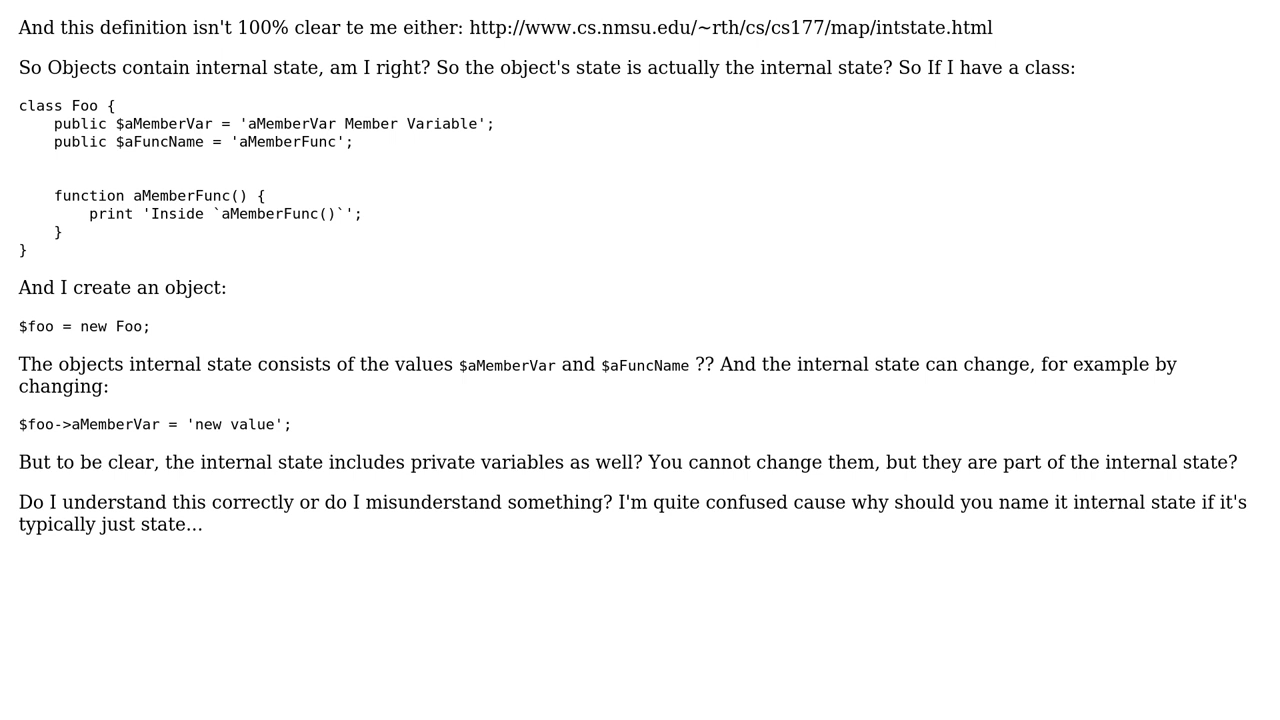 And this definition isn't 100% clear te me either: http://www.cs.nmsu.edu/~rth/cs/cs177/map/intstate.html
So Objects contain internal state, am I right? So the object's state is actually the internal state? So If I have a class:
class Foo {
    public $aMemberVar = 'aMemberVar Member Variable';
    public $aFuncName = 'aMemberFunc';
    function aMemberFunc() {
        print 'Inside `aMemberFunc()`';
    }
}
And I create an object:
$foo = new Foo;
The objects internal state consists of the values $aMemberVar and $aFuncName ?? And the internal state can change, for example by
changing:
$foo->aMemberVar = 'new value';
But to be clear, the internal state includes private variables as well? You cannot change them, but they are part of the internal state?
Do I understand this correctly or do I misunderstand something? I'm quite confused cause why should you name it internal state if it's
typically just state...